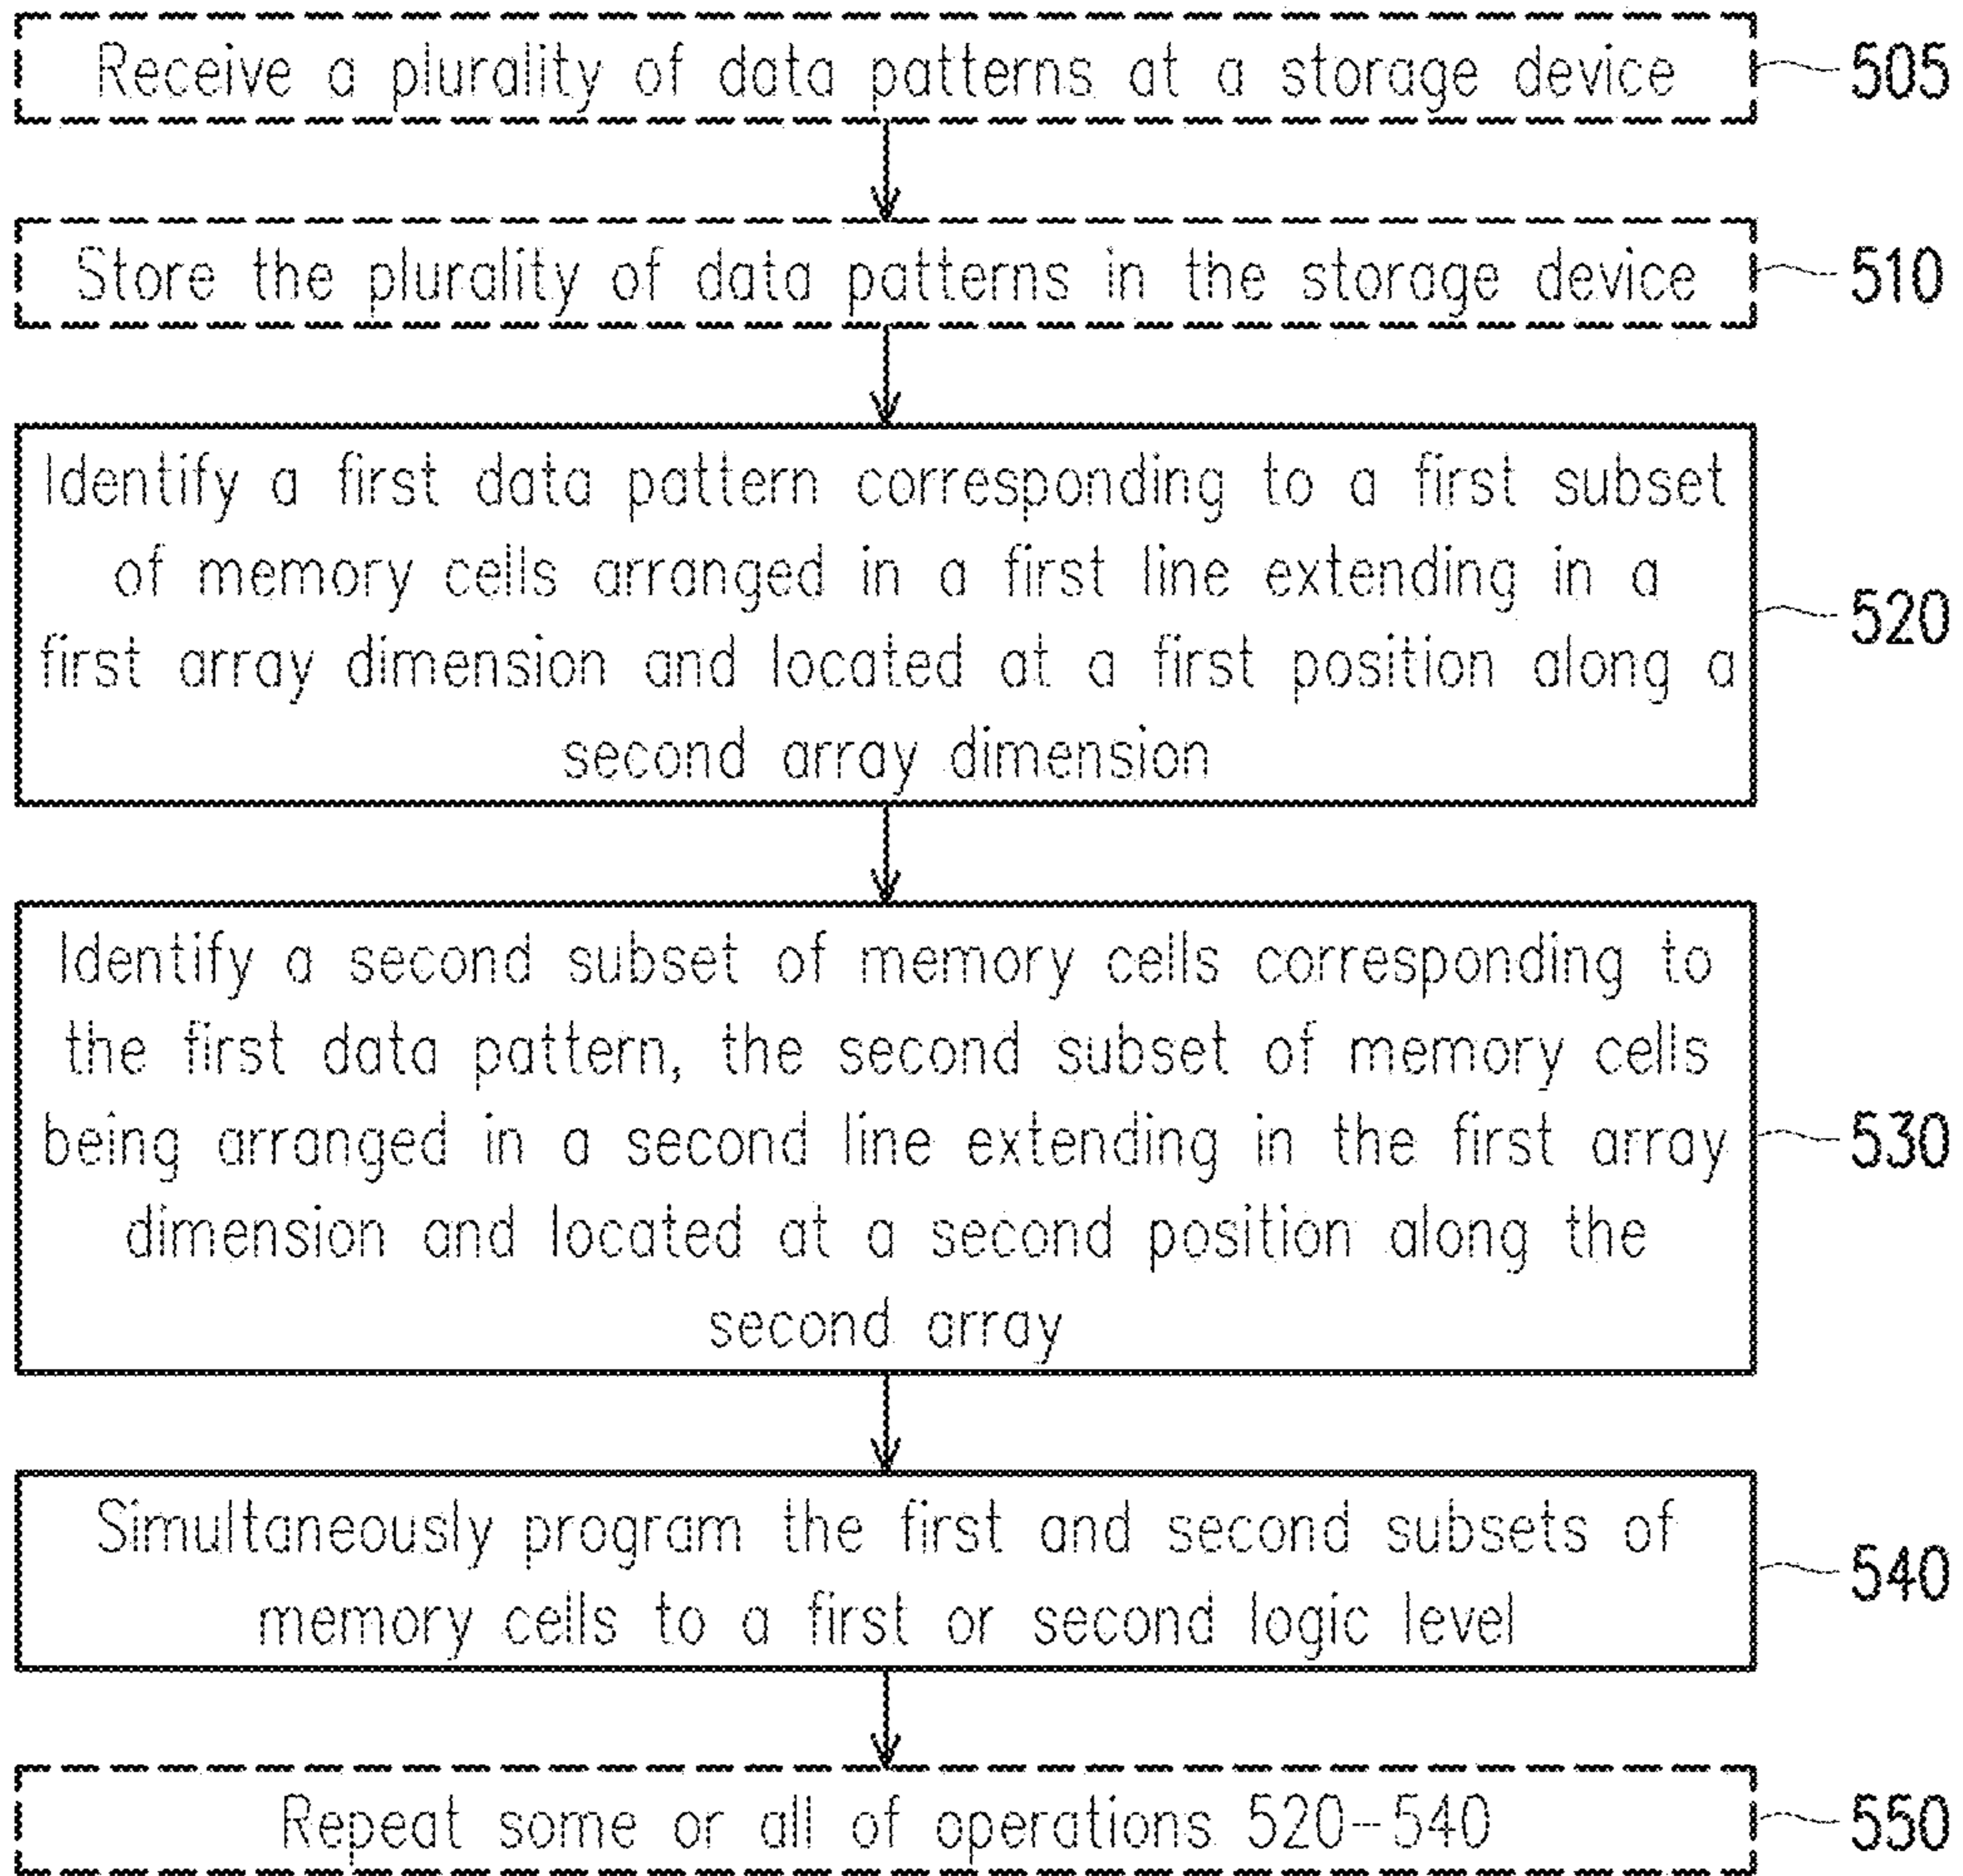 Receive a plurality of data patterns at a storage device
505
Store the plurality of data patterns in the storage device
510
Identify a first data pattern corresponding to a first subset
of memory cells arranged in a first line extending in a
first array dimension and located at a first position along a
second array dimension
520
Identify a second subset of memory cells corresponding to
the first data pattern, the second subset of memory cells
being arranged in a second line extending in the first array
dimension and located at a second position along the
second array
530
Simultaneously program the first and second subsets of
memory cells to a first or second logic level
540
Repeat some or all of operations 520-540
550